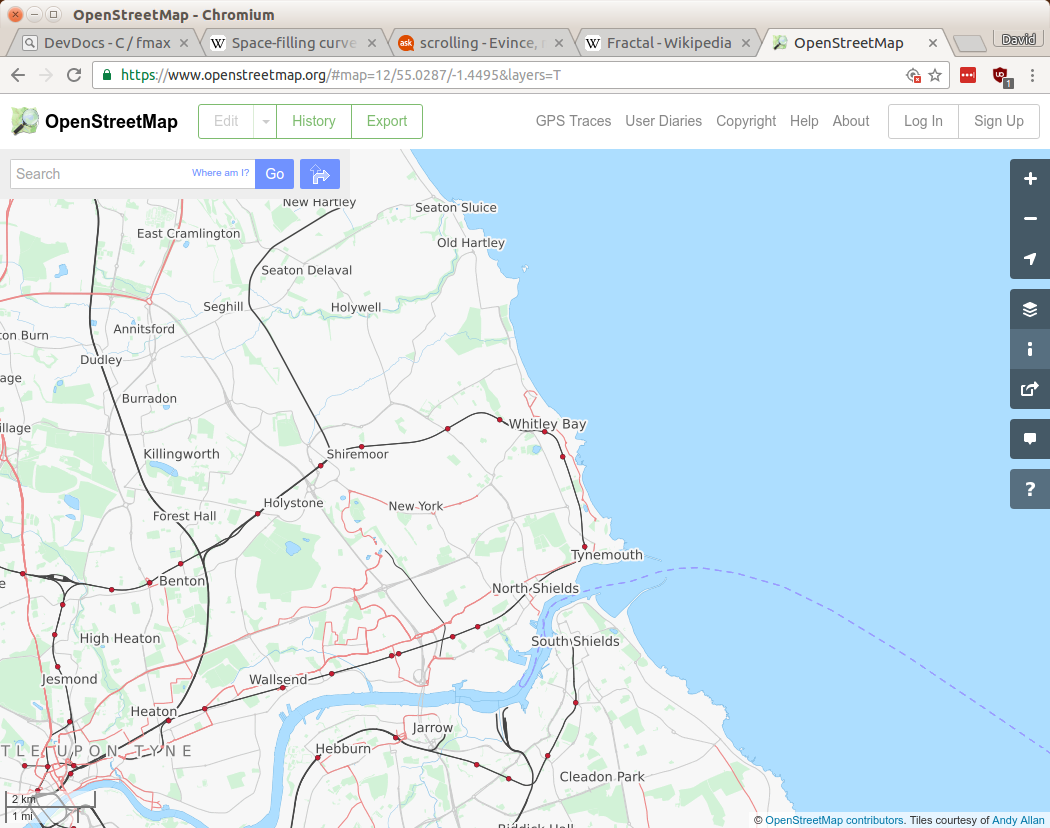 OpenStreetMap - Chromium
DevDocs - C / fmax
Space-filling curve
ask
scrolling - Evince,
Fractal - Wikipedia
OpenStreetMap
David
https://www.openstreetmap.org/#map=12/55.0287/-1.4495&layers=T
1
OpenStreetMap
Edit
History
Export
GPS Traces
User Diaries
Copyright
Help
About
Log In
Sign Up
Search
Where am I?
Go
New Hartley
Seaton Sluice
East Cramlington
Old Hartley
Seaton Delaval
Seghill
Holywell
ton Burn
Annitsford
Dudley
age
Burradon
illage
Whitley Bay
Killingworth
Shiremoor
Holystone
New York
Forest Hall
Tynemouth
e
Benton
North Shields
High Heaton
South Shields
Jesmond
Wallsend
Heaton
Jarrow
TLE UPON TYNE
Hebburn
Cleadon Park
2 km
1 mi
Biddick Hall
© OpenStreetMap contributors. Tiles courtesy of Andy Allan